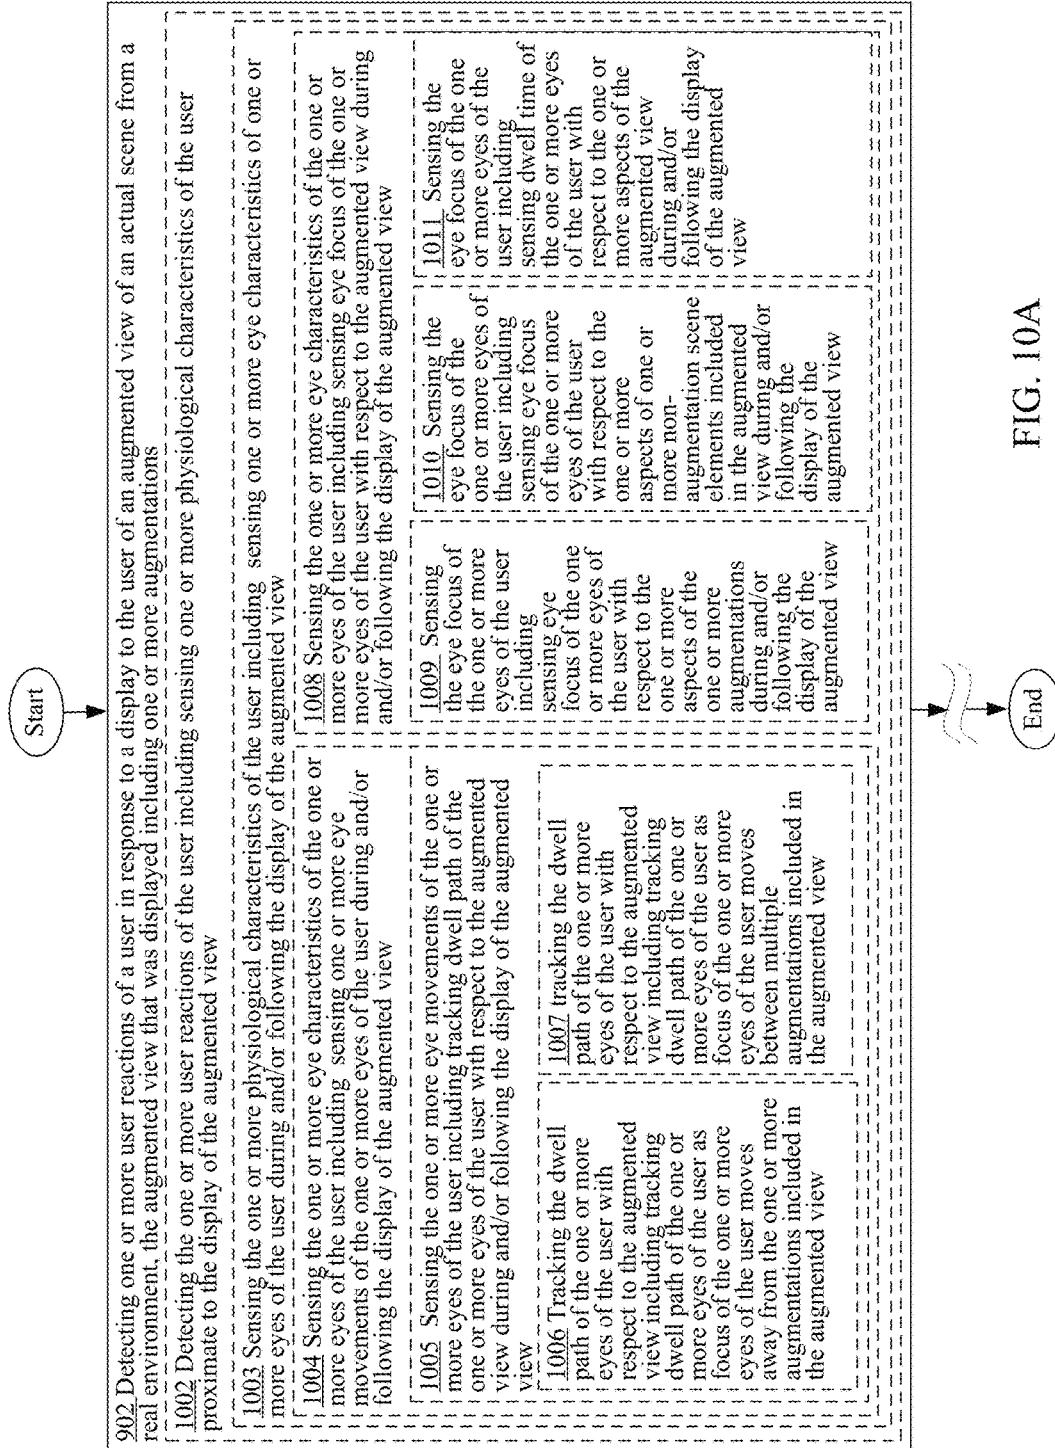 Start
902 Detecting one or more user reactions of a user in response to a display to the user of an augmented view of an actual scene from a
real environment, the augmented view that was displayed including one or more augmentations
1002 Detecting the one or more user reactions of the user including sensing one or more physiological characteristics of the user
proximate to the display of the augmented view
1003 Sensing the one or more physiological characteristics of the user including sensing one or more eye characteristics of one or
more eyes of the user during and/or following the display of the augmented view
1004 Sensing the one or more eye characteristics of the one or
more eyes of the user including sensing one or more eye
movements of the one or more eyes of the user during and/or
following the display of the augmented view
1005 Sensing the one or more eye movements of the one or
more eyes of the user including tracking dwell path of the
one or more eyes of the user with respect to the augmented
view during and/or following the display of the augmented
view
1006 Tracking the dwell
path of the one or more
eyes of the user with
respect to the augmented
view including tracking
dwell path of the one or
more eyes of the user as
focus of the one or more
eyes of the user moves
away from the one or more
augmentations included in
the augmented view
1007 tracking the dwell
path of the one or more
eyes of the user with
respect to the augmented
view including tracking
dwell path of the one or
more eyes of the user as
focus of the one or more
eyes of the user moves
between multiple
augmentations included in
the augmented view
1008 Sensing the one or more eye characteristics of the one or
more eyes of the user including sensing eye focus of the one or
more eyes of the user with respect to the augmented view during
and/or following the display of the augmented view
1009 Sensing
the eye focus of
the one or more
eyes of the user
including
sensing eye
focus of the one
or more eyes of
the user with
respect to the
one or more
aspects of the
one or more
augmentations
during and/or
following the
display of the
augmented view
1010 Sensing the
eye focus of the
one or more eyes of
the user including
sensing eye focus
of the one or more
eyes of the user
with respect to the
one or more
aspects of one or
more non-
augmentation scene
elements included
in the augmented
view during and/or
following the
display of the
augmented view
1011 Sensing the
eye focus of the one
or more eyes of the
user including
sensing dwell time of
the one or more eyes
of the user with
respect to the one or
more aspects of the
augmented view
during and/or
following the display
of the augmented
view
End
FIG. 10A